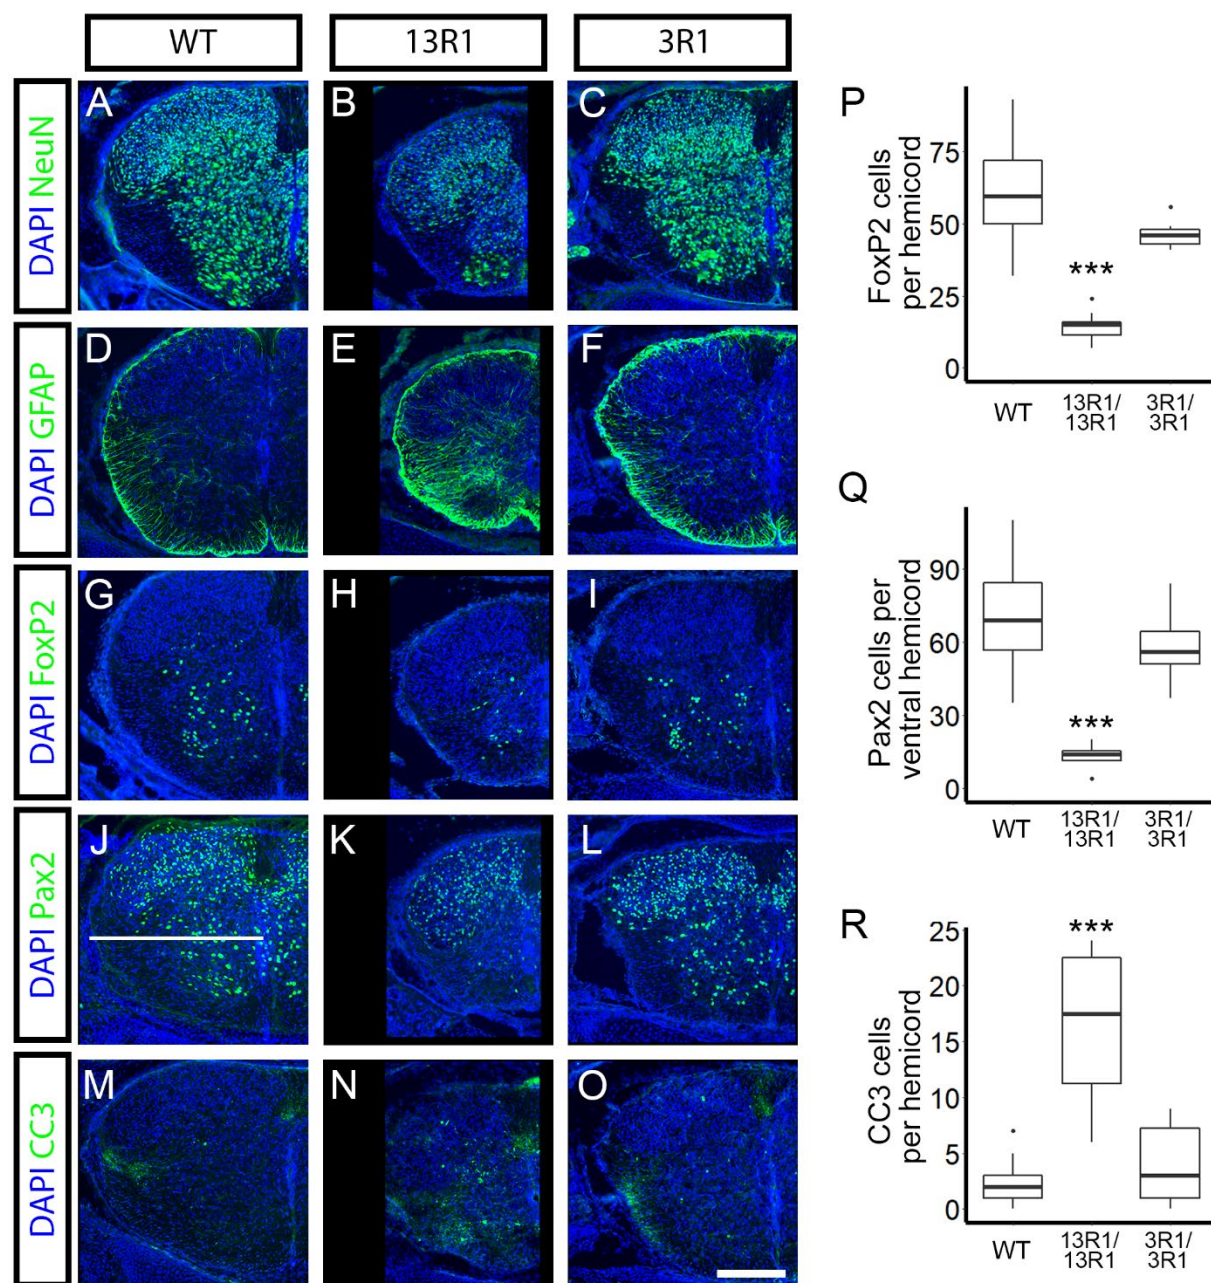 WT
13R1
3R1
DAPI NeuN
A
B
C
DAPI GFAP
D
E
F
DAPI FoxP2
G
H
I
DAPI Pax2
J
K
L
DAPI CC3
M
N
O
P
FoxP2 cells
per hemicord
75
50
25
0
***
WT
13R1/
13R1
3R1/
3R1
Q
Pax2 cells per
ventral hemicord
90
60
30
0
***
WT
13R1/
13R1
3R1/
3R1
R
CC3 cells
per hemicord
25
20
15
10
5
0
***
WT
13R1/
13R1
3R1/
3R1